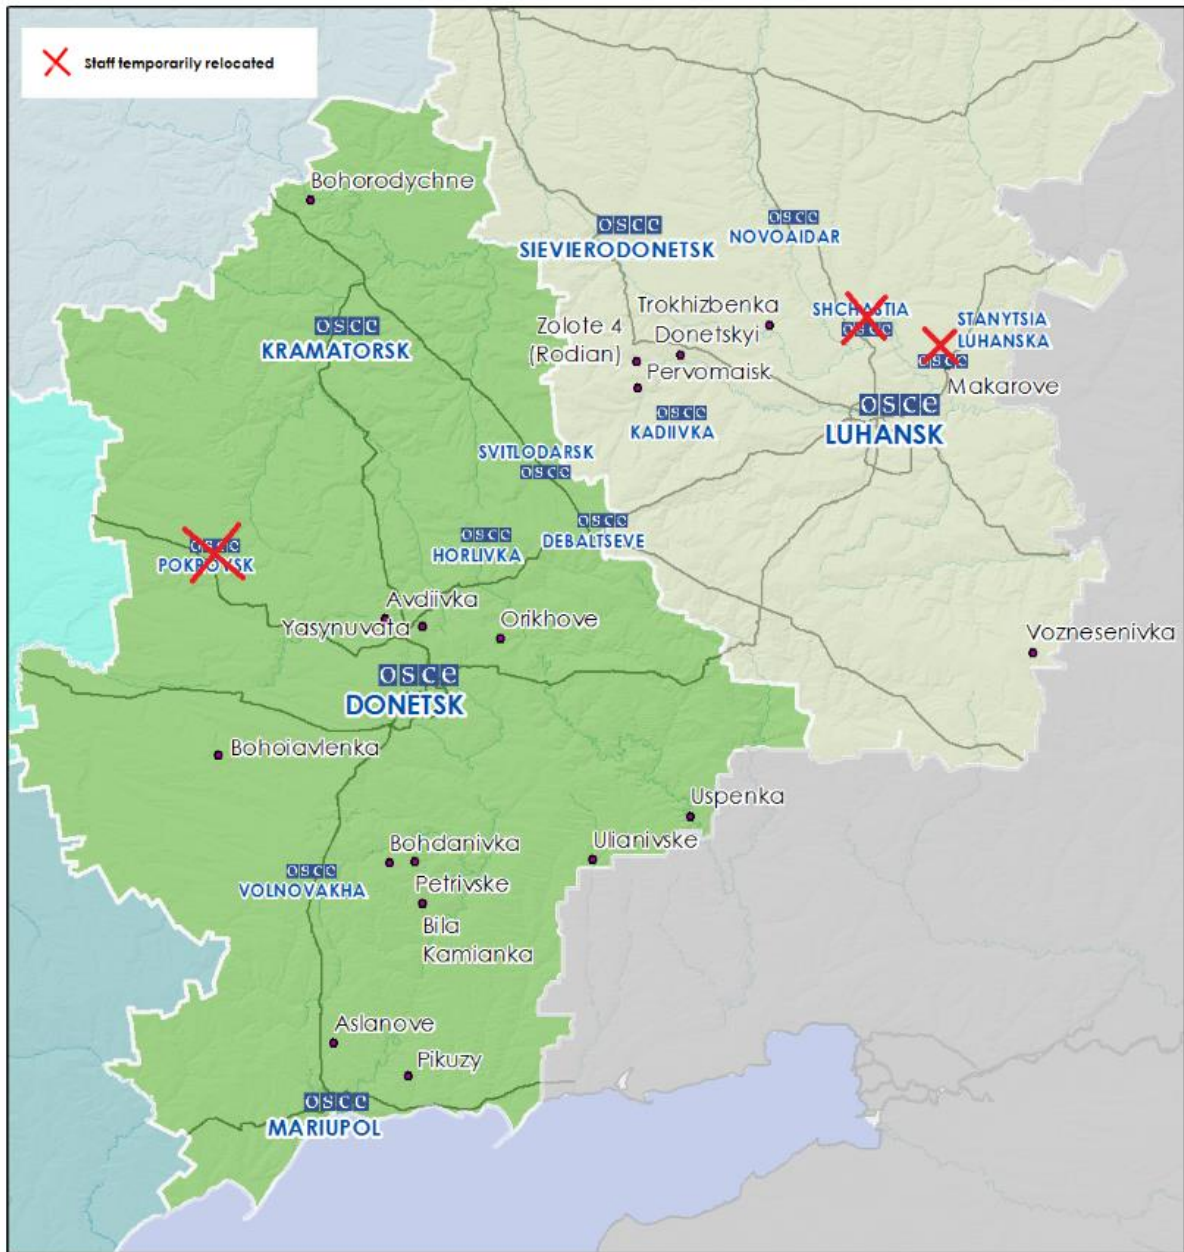 Staff temporarily relocated
Bohorodychne
osce
NOVOAIDAR
osce
SIEVIERODONETSK
Trokhizbenka
SHCHASTIA
osce
STANYTSIA
LUHANSKA
osce
osce
KRAMATORSK
Zolote 4
(Rodian)
Donetskyi
Pervomaisk
Makarove
osce
KADIIVKA
osce
LUHANSK
SVITLODARSK
osce
osce
DEBALTSEVE
osce
HORLIVKA
osce
POKROVSK
Avdiivka
Yasynuvata
Orikhove
Voznesenivka
osce
DONETSK
Bohoiavlenka
Uspenka
Ulianivske
Bohdanivka
osce
VOLNOVAKHA
Petrivske
Bila
Kamianka
Aslanove
Pikuzy
osce
MARIUPOL